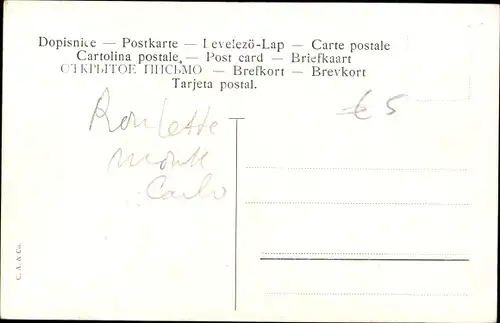 Dopisnice — Postkarte — Levelező-Lap — Carte postale
Cartolina postale, — Post card — Briefkaart
ОТКРЫТОЕ ПИСЬМО — Brefkort — Brevkort
Tarjeta postal.
€ 5
Roulette
Monte
Carlo
C. A. & Co.